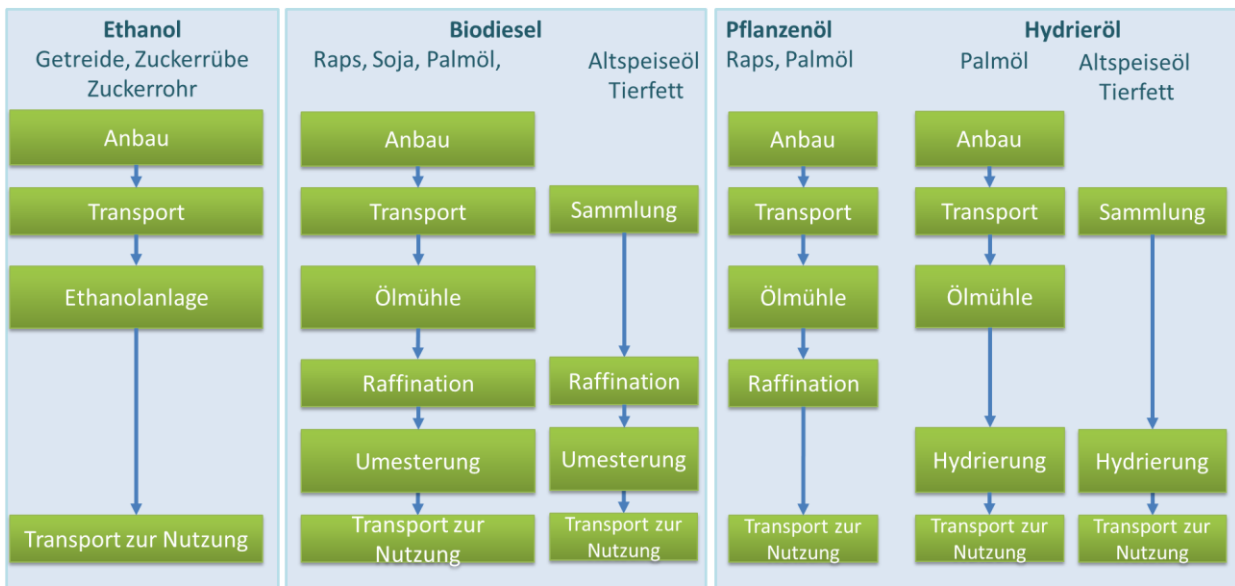 Ethanol
Getreide, Zuckerrübe
Zuckerrohr
Anbau
Transport
Ethanolanlage
Transport zur Nutzung
Biodiesel
Raps, Soja, Palmöl,
Anbau
Transport
Ölmühle
Raffination
Umesterung
Transport zur
Nutzung
Altspeiseöl
Tierfett
Sammlung
Raffination
Umesterung
Transport zur
Nutzung
Pflanzenöl
Raps, Palmöl
Anbau
Transport
Ölmühle
Raffination
Transport zur
Nutzung
Hydrieröl
Palmöl
Anbau
Transport
Ölmühle
Hydrierung
Transport zur
Nutzung
Altspeiseöl
Tierfett
Sammlung
Hydrierung
Transport zur
Nutzung